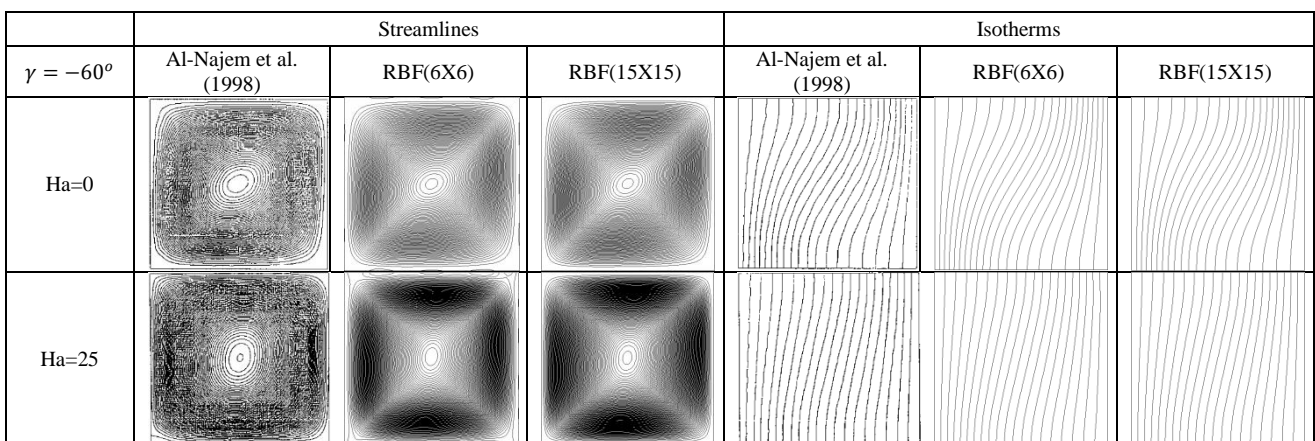 Streamlines
Isotherms
γ = −60ᵒ
Al-Najem et al.
(1998)
RBF(6X6)
RBF(15X15)
Al-Najem et al.
(1998)
RBF(6X6)
RBF(15X15)
Ha=0
Ha=25